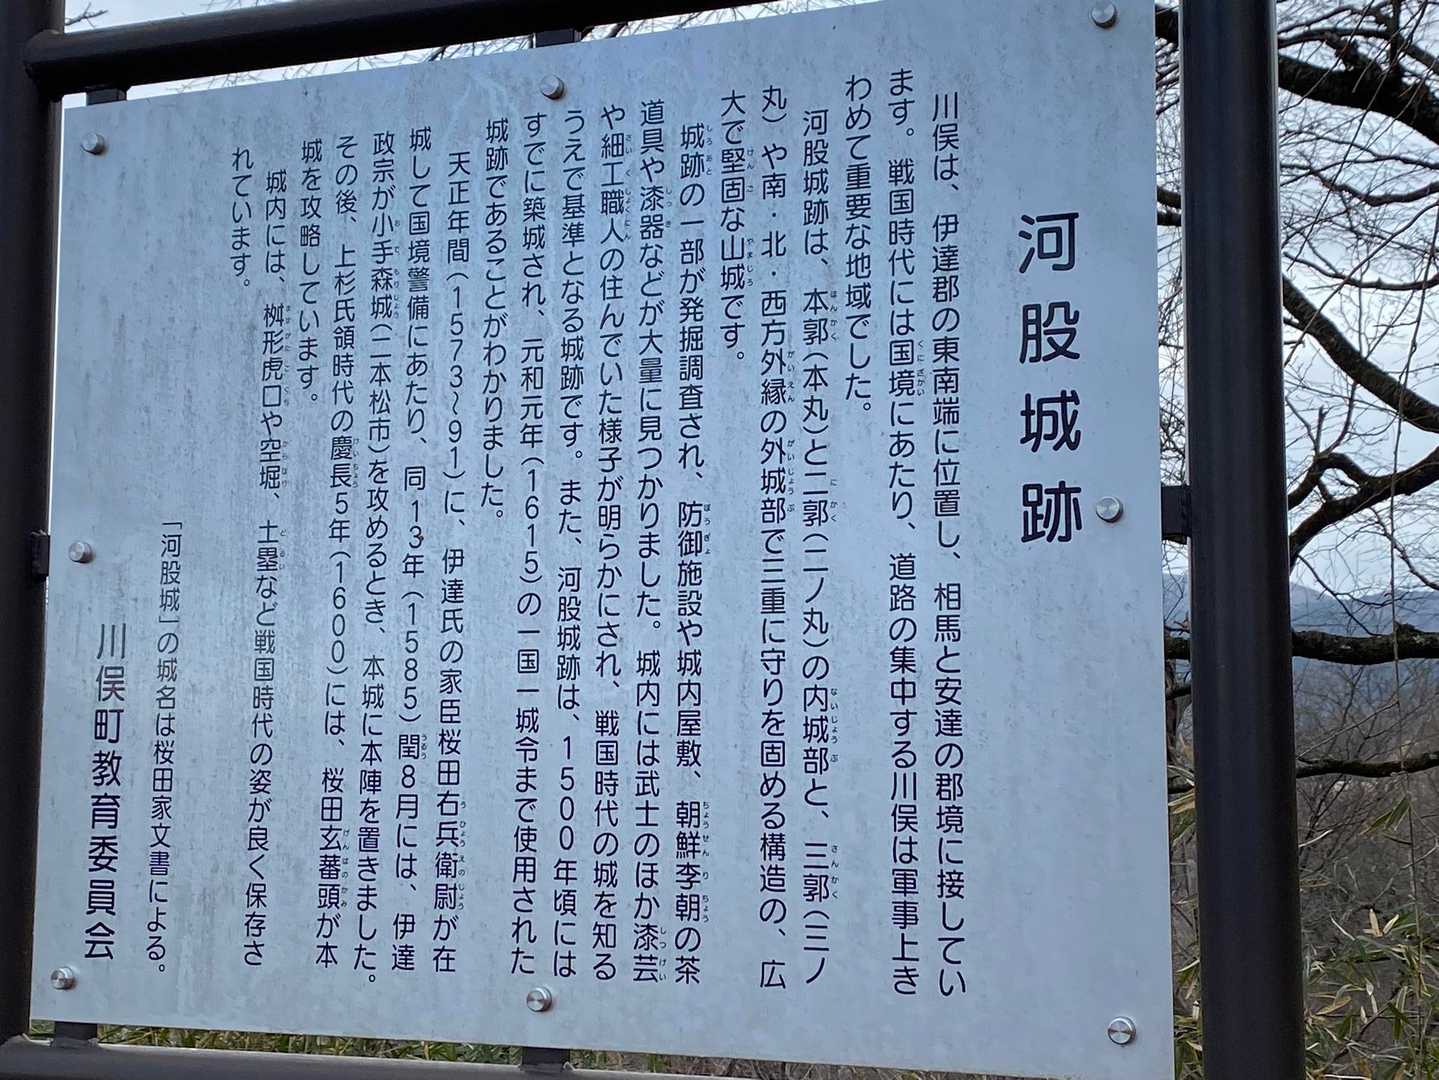 河股城跡
川俣は、伊達郡の東南端に位置し、相馬と安達の郡境に接してい
ます。戦国時代には国境にあたり、道路の集中する川俣は軍事上き
わめて重要な地域でした。
河股城跡は、本郭(本丸)と二郭(二ノ丸)の内城部と、三郭(三ノ
丸)や南・北・西方外縁の外城部で三重に守りを固める構造の、広
大で堅固な山城です。
城跡の一部が発掘調査され、防御施設や城内屋敷、朝鮮李朝の茶
道具や漆器などが大量に見つかりました。城内には武士のほか漆芸
や細工職人の住んでいた様子が明らかにされ、戦国時代の城を知る
うえで基準となる城跡です。また、河股城跡は、1500年頃には
すでに築城され、元和元年(1615)の一国一城令まで使用された
城跡であることがわかりました。
天正年間(1573〜91)に、伊達氏の家臣桜田右兵衛尉が在
城して国境警備にあたり、同13年(1585)閏8月には、伊達
政宗が小手森城(二本松市)を攻めるとき、本城に本陣を置きました。
その後、上杉氏領時代の慶長5年(1600)には、桜田玄蕃頭が本
城を攻略しています。
城内には、桝形虎口や空堀、土塁など戦国時代の姿が良く保存さ
れています。
「河股城」の城名は桜田家文書による。
川俣町教育委員会